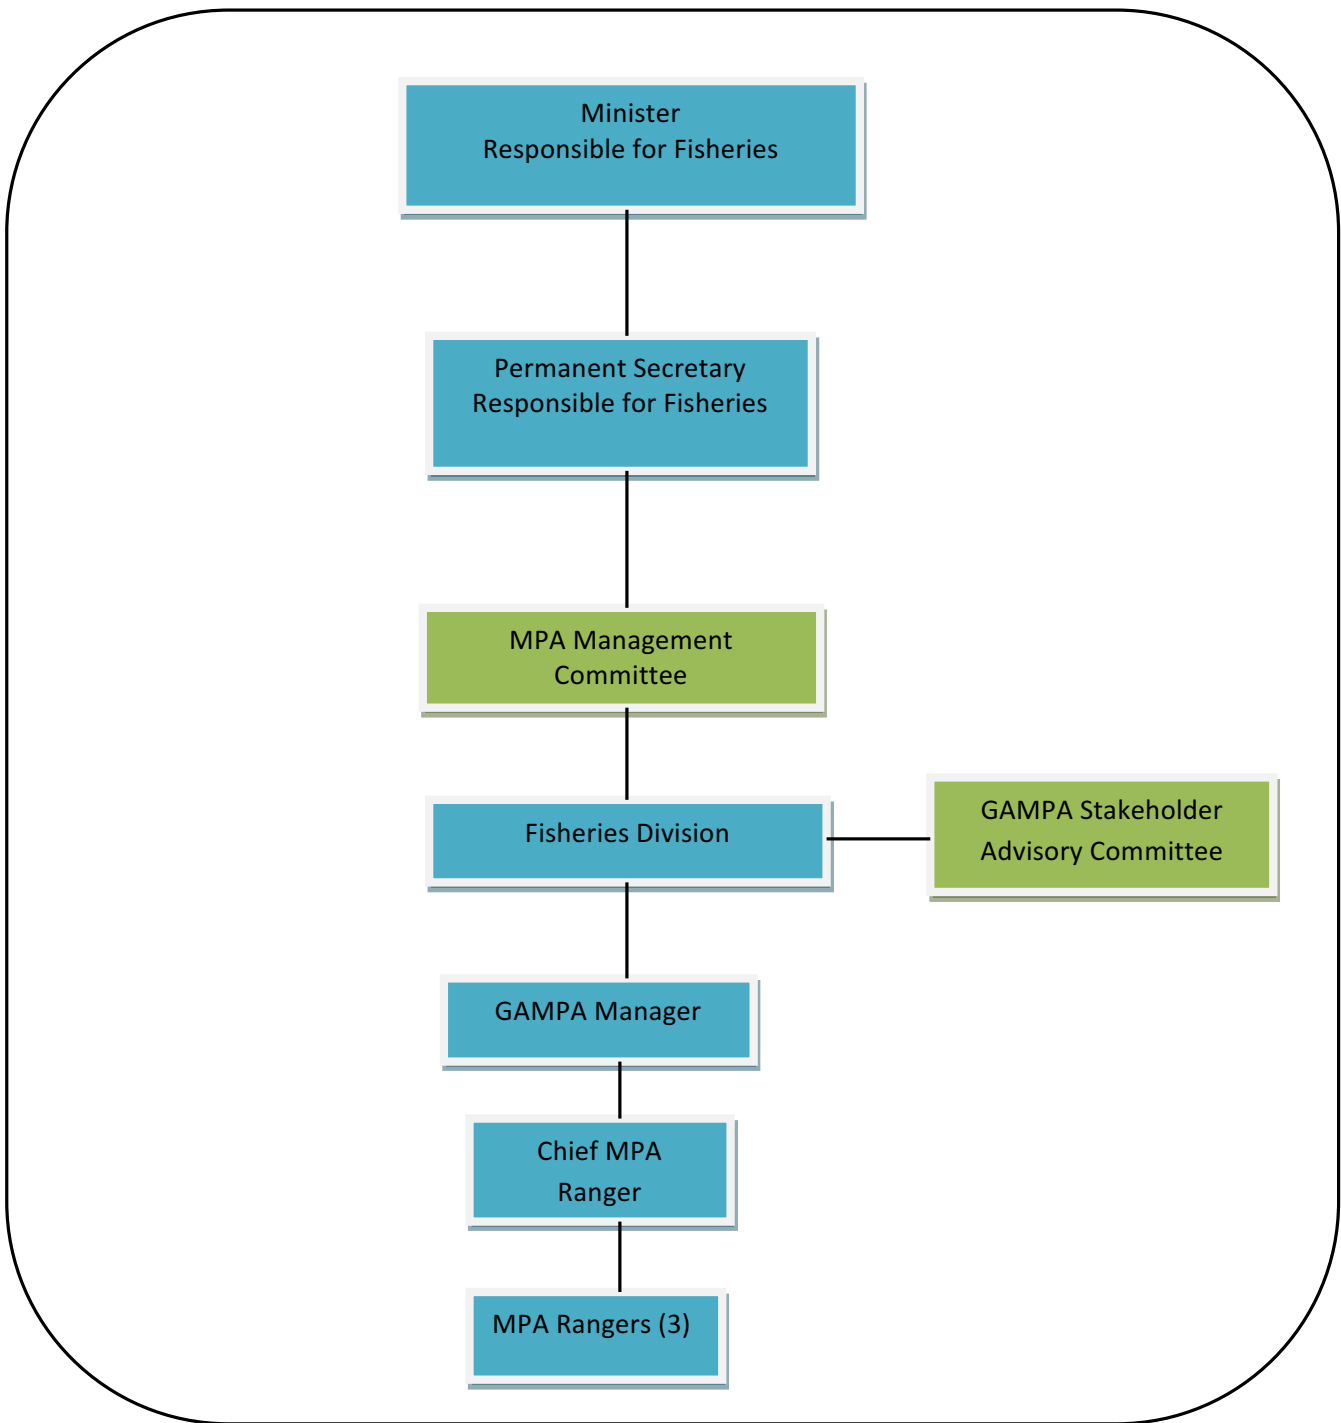 Minister
Responsible for Fisheries
Permanent Secretary
Responsible for Fisheries
MPA Management
Committee
Fisheries Division
GAMPA Stakeholder
Advisory Committee
GAMPA Manager
Chief MPA
Ranger
MPA Rangers (3)